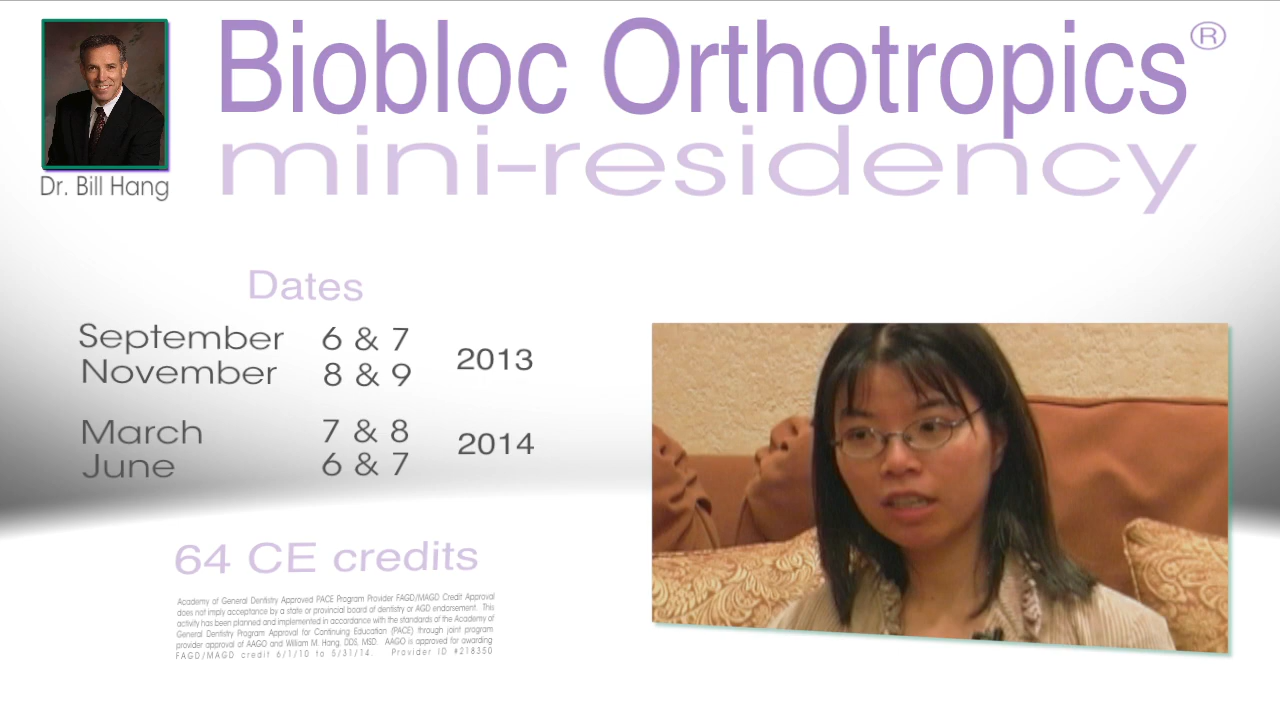 Biobloc Orthotropics®
mini-residency
Dr. Bill Hang
Dates
September 6 & 7
November 8 & 9
2013
March 7 & 8
June 6 & 7
2014
64 CE credits
Academy of General Dentistry Approved PACE Program Provider FAGD/MAGD Credit Approval
does not imply acceptance by a state or provincial board of dentistry or AGD endorsement. This
activity has been planned and implemented in accordance with the standards of the Academy of
General Dentistry Program Approval for Continuing Education (PACE) through joint program
provider approval of AAGO and William M. Hang, DDS, MSD. AAGO is approved for awarding
FAGD/MAGD credit 6/1/10 to 5/31/14. Provider ID #218350